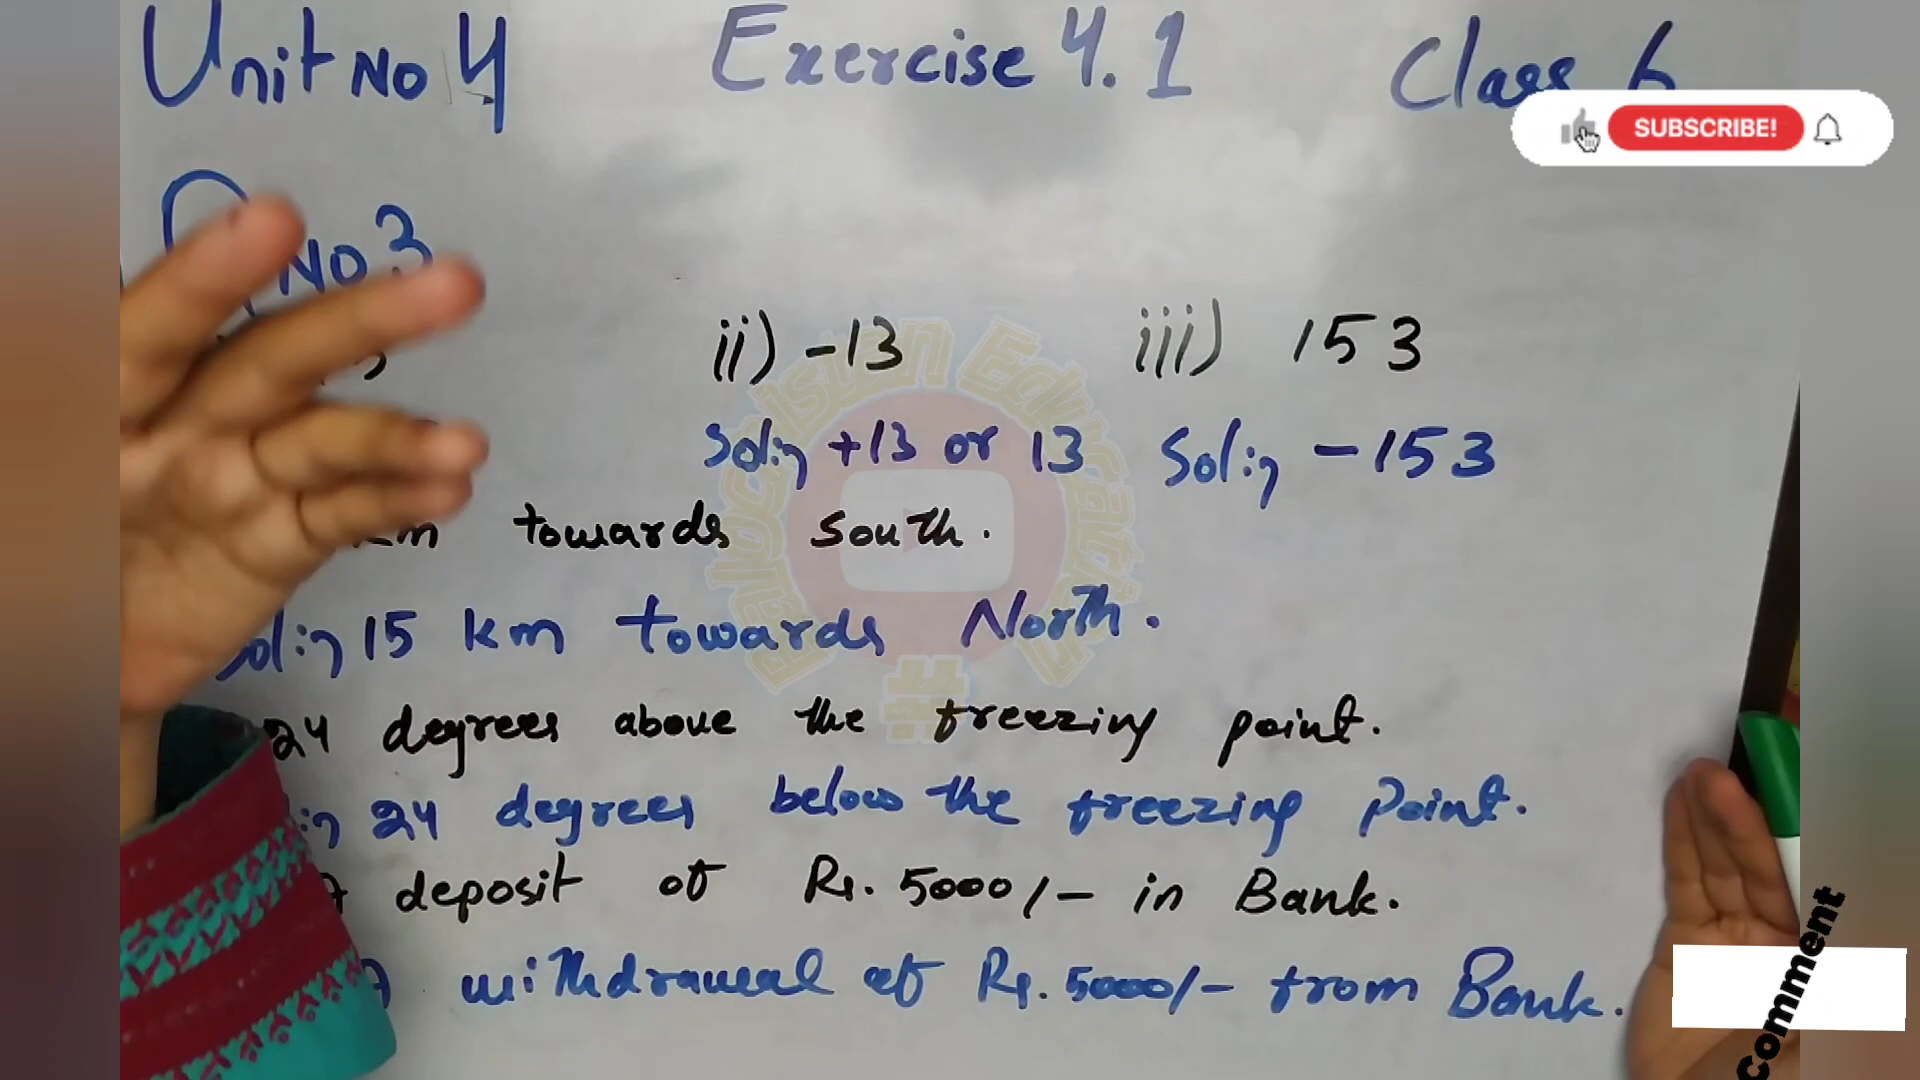 Unit No 4 Exercise 4.1 Class 6
SUBSCRIBE!
No 3
ii) -13 iii) 153
Sol:, +13 or 13 Sol:, -153
km towards south.
Sol:, 15 km towards North.
24 degrees above the freezing point.
24 degrees below the freezing Point.
deposit of Rs. 5000/- in Bank.
A withdrawal of Rs. 5000/- from Bank.
Comment